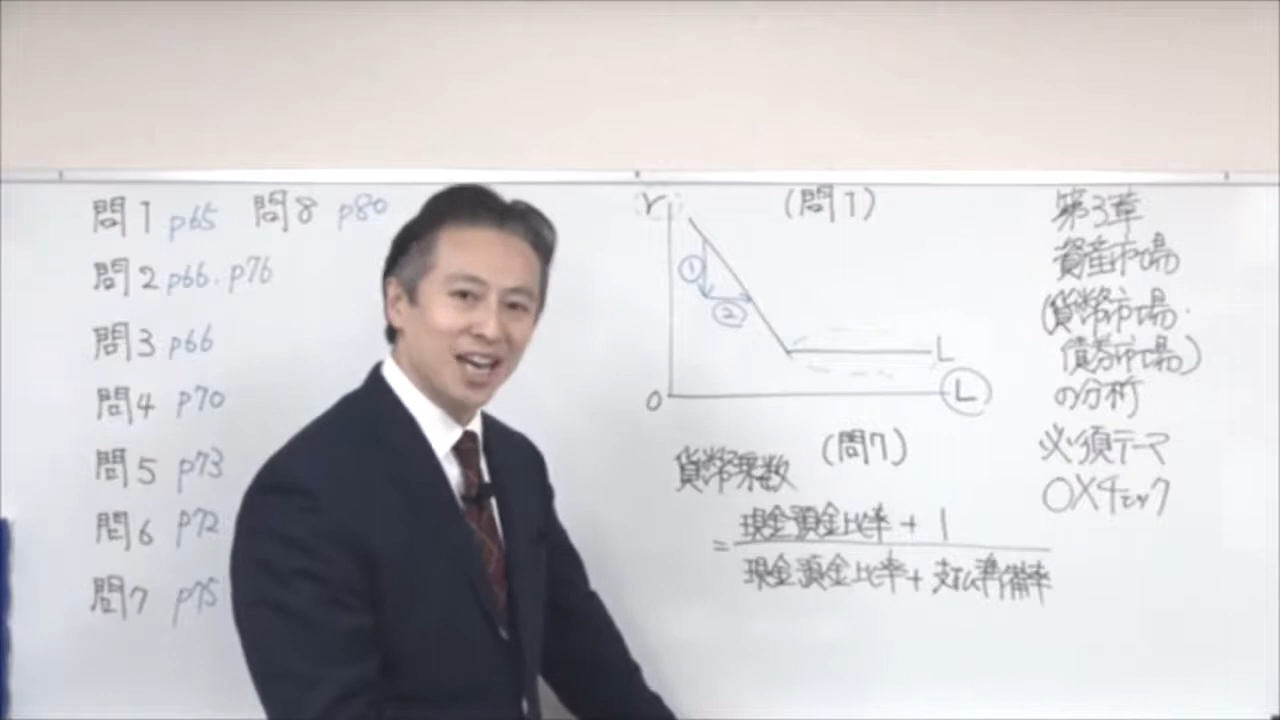 問1 p65 問8 p80
問2 p66.p76
問3 p66
問4 p70
問5 p73
問6 p72
問7 p75
r (問1)
①
②
L
0 L
(問7)
貨幣乗数
= 現金預金比率 + 1
現金預金比率 + 支払準備率
第3章
資産市場
(貨幣市場・
債券市場)
の分析
必須テーマ
○×チェック